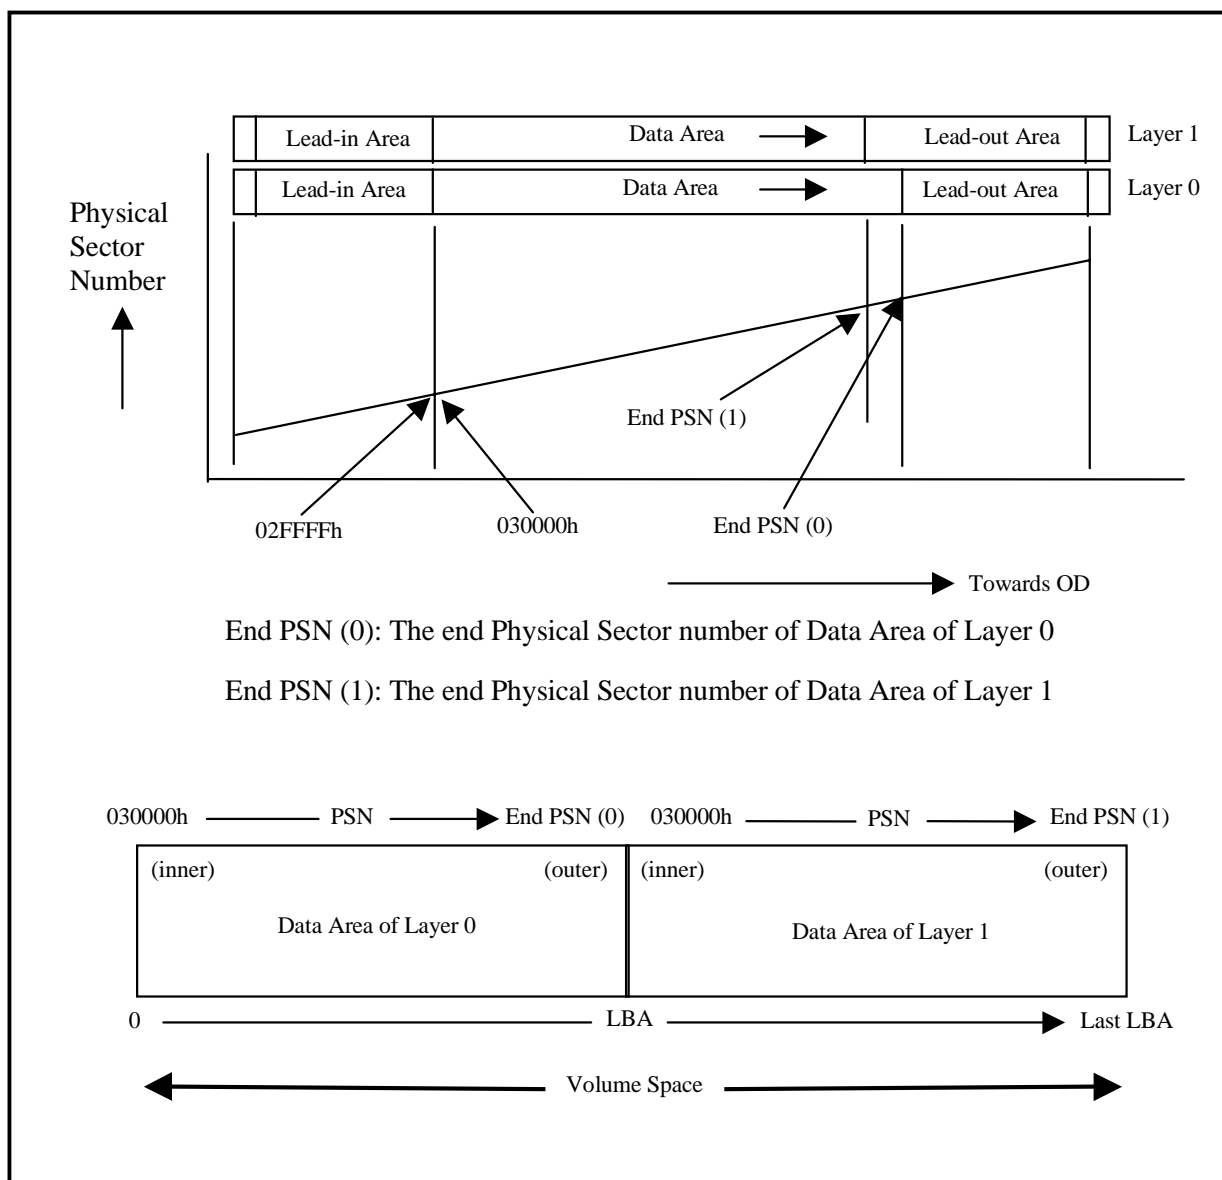 Lead-in Area Data Area Lead-out Area Layer 1
Lead-in Area Data Area Lead-out Area Layer 0
Physical
Sector
Number
End PSN (1)
02FFFFh 030000h End PSN (0)
Towards OD
End PSN (0): The end Physical Sector number of Data Area of Layer 0
End PSN (1): The end Physical Sector number of Data Area of Layer 1
030000h PSN End PSN (0) 030000h PSN End PSN (1)
(inner) (outer) (inner) (outer)
Data Area of Layer 0 Data Area of Layer 1
0 LBA Last LBA
Volume Space